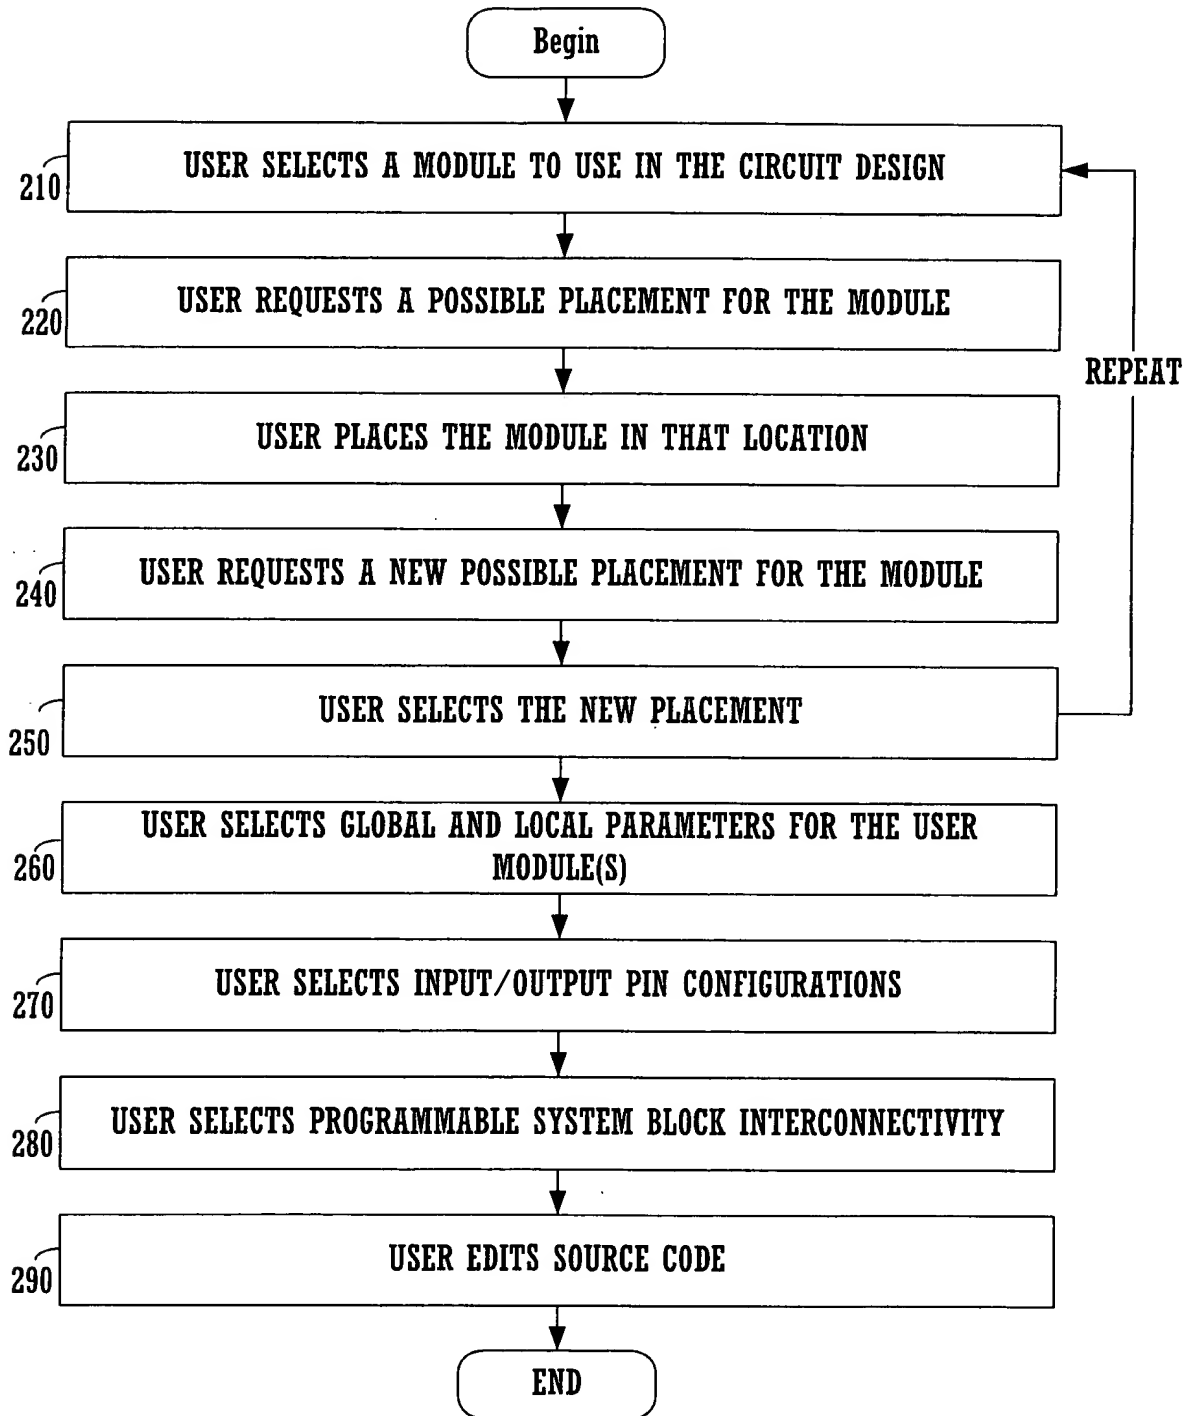 Begin
USER SELECTS A MODULE TO USE IN THE CIRCUIT DESIGN
210
USER REQUESTS A POSSIBLE PLACEMENT FOR THE MODULE
220
REPEAT
USER PLACES THE MODULE IN THAT LOCATION
230
USER REQUESTS A NEW POSSIBLE PLACEMENT FOR THE MODULE
240
USER SELECTS THE NEW PLACEMENT
250
USER SELECTS GLOBAL AND LOCAL PARAMETERS FOR THE USER
MODULE(S)
260
USER SELECTS INPUT/OUTPUT PIN CONFIGURATIONS
270
USER SELECTS PROGRAMMABLE SYSTEM BLOCK INTERCONNECTIVITY
280
USER EDITS SOURCE CODE
290
END